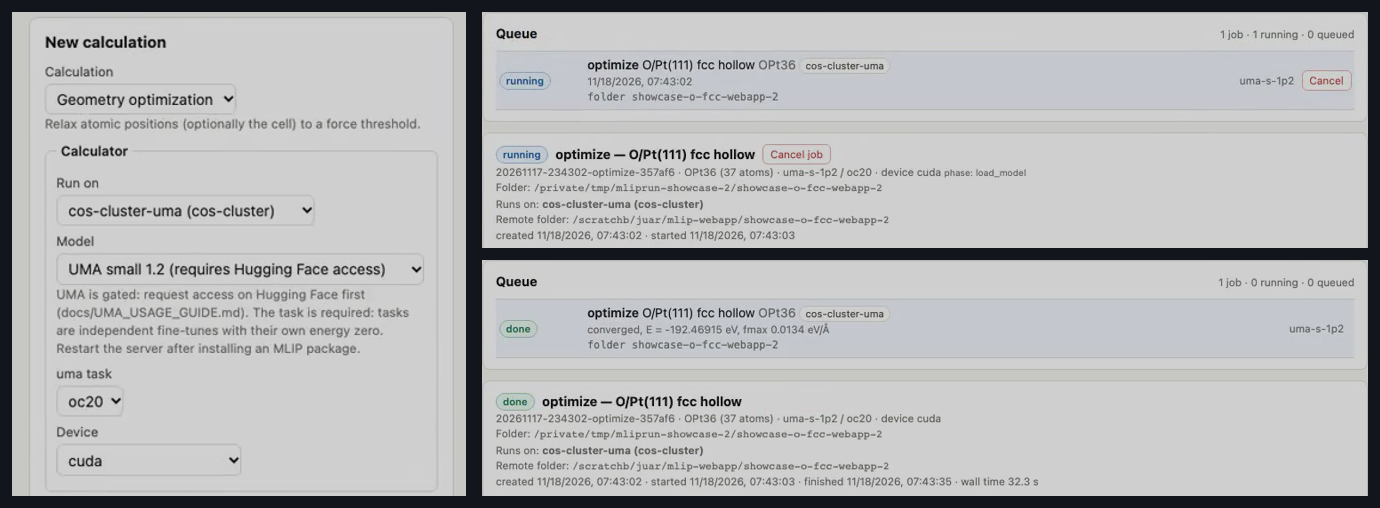 New calculation
Calculation
Geometry optimization
Relax atomic positions (optionally the cell) to a force threshold.
Calculator
Run on
cos-cluster-uma (cos-cluster)
Model
UMA small 1.2 (requires Hugging Face access)
UMA is gated: request access on Hugging Face first
(docs/UMA_USAGE_GUIDE.md). The task is required: tasks
are independent fine-tunes with their own energy zero.
Restart the server after installing an MLIP package.
uma task
oc20
Device
cuda
Queue
1 job · 1 running · 0 queued
running
optimize O/Pt(111) fcc hollow OPt36 cos-cluster-uma
11/18/2026, 07:43:02
folder showcase-o-fcc-webapp-2
uma-s-1p2 Cancel
running optimize — O/Pt(111) fcc hollow Cancel job
20261117-234302-optimize-357af6 · OPt36 (37 atoms) · uma-s-1p2 / oc20 · device cuda phase: load_model
Folder: /private/tmp/mliprun-showcase-2/showcase-o-fcc-webapp-2
Runs on: cos-cluster-uma (cos-cluster)
Remote folder: /scratchb/juar/mlip-webapp/showcase-o-fcc-webapp-2
created 11/18/2026, 07:43:02 · started 11/18/2026, 07:43:03
Queue
1 job · 0 running · 0 queued
done
optimize O/Pt(111) fcc hollow OPt36 cos-cluster-uma
converged, E = -192.46915 eV, fmax 0.0134 eV/Å
folder showcase-o-fcc-webapp-2
uma-s-1p2
done optimize — O/Pt(111) fcc hollow
20261117-234302-optimize-357af6 · OPt36 (37 atoms) · uma-s-1p2 / oc20 · device cuda
Folder: /private/tmp/mliprun-showcase-2/showcase-o-fcc-webapp-2
Runs on: cos-cluster-uma (cos-cluster)
Remote folder: /scratchb/juar/mlip-webapp/showcase-o-fcc-webapp-2
created 11/18/2026, 07:43:02 · started 11/18/2026, 07:43:03 · finished 11/18/2026, 07:43:35 · wall time 32.3 s